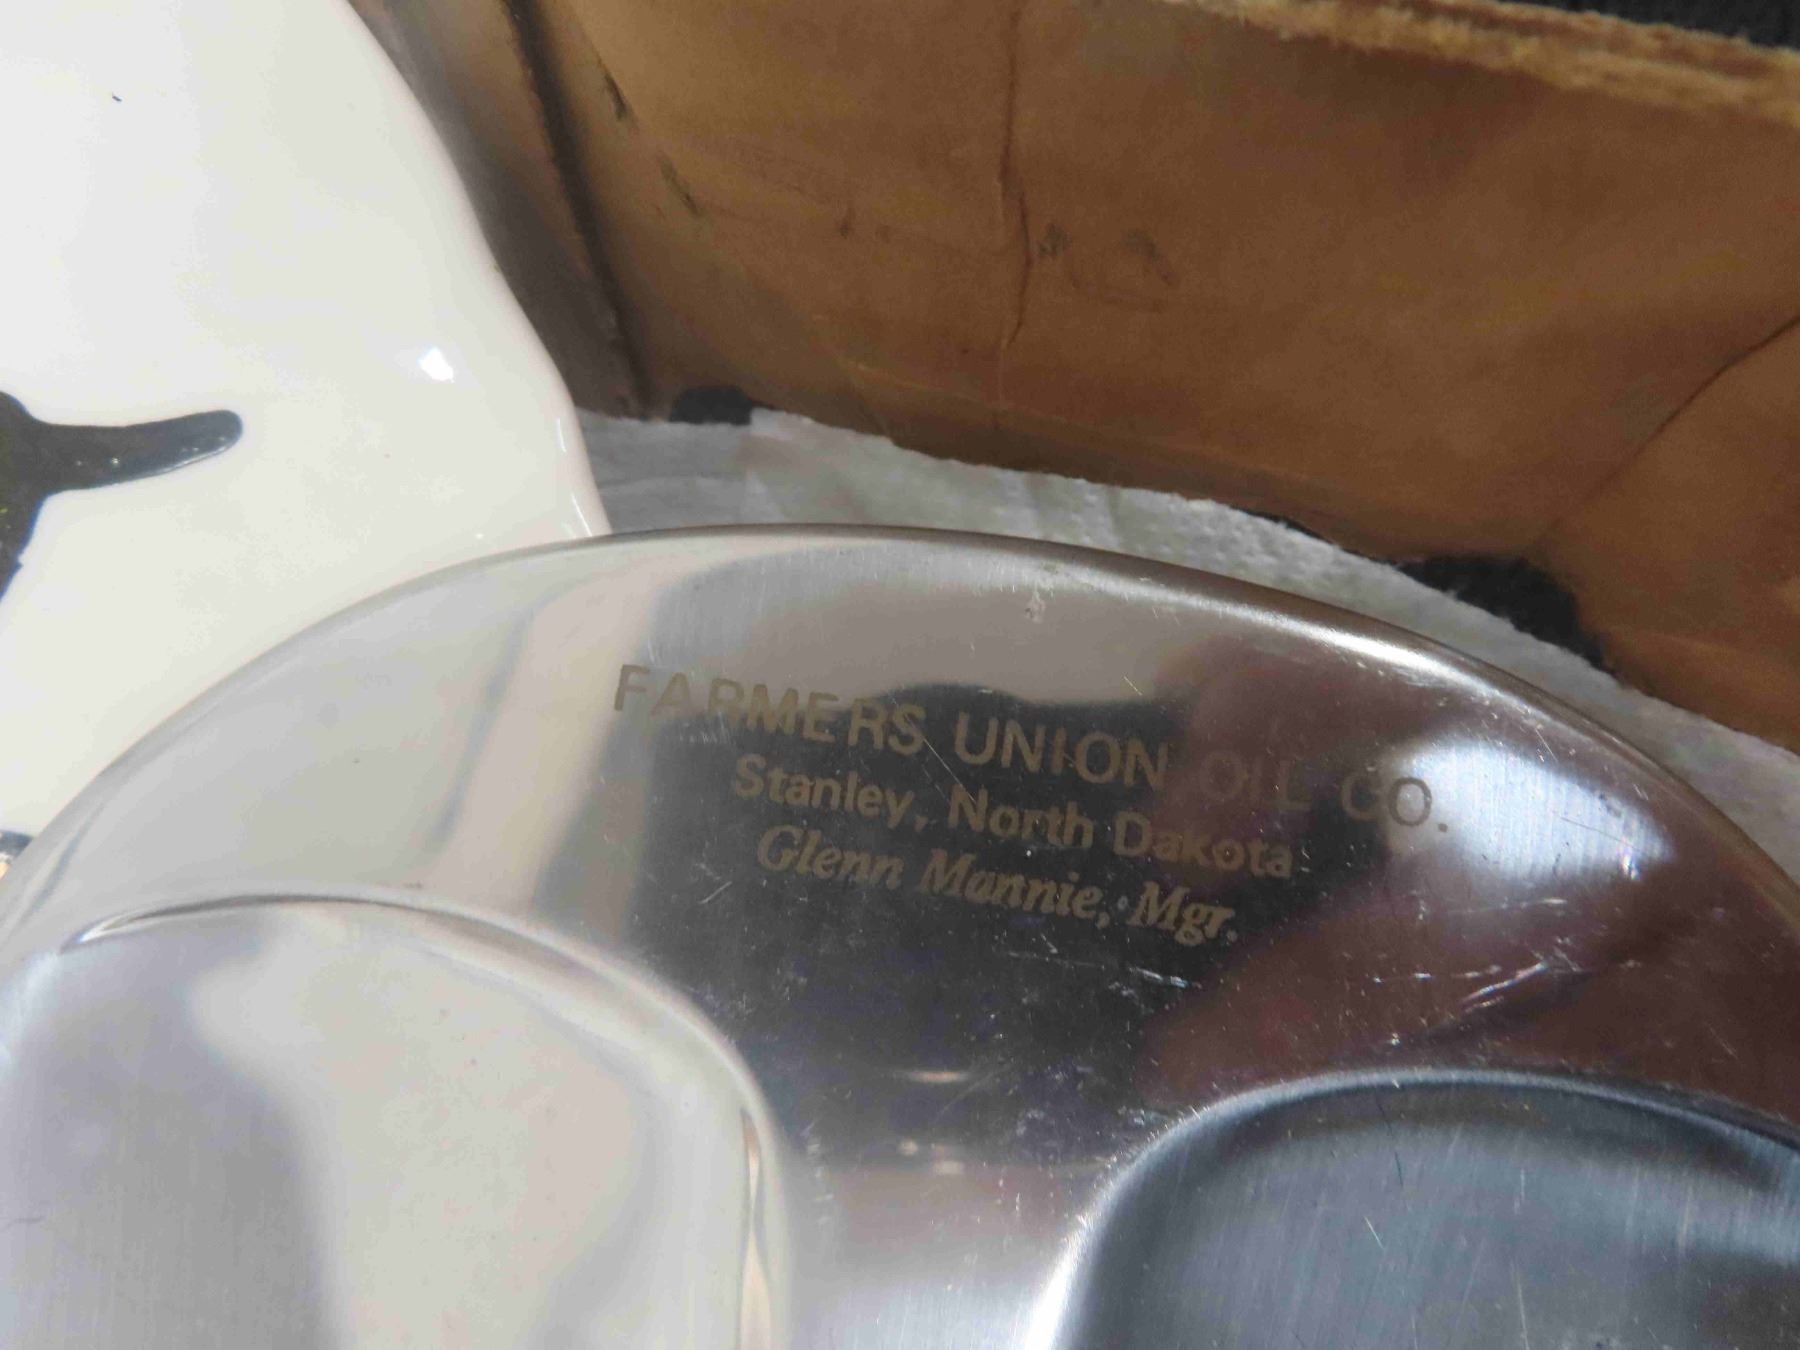 FARMERS UNION OIL CO.
Stanley, North Dakota
Glenn Mannie, Mgr.